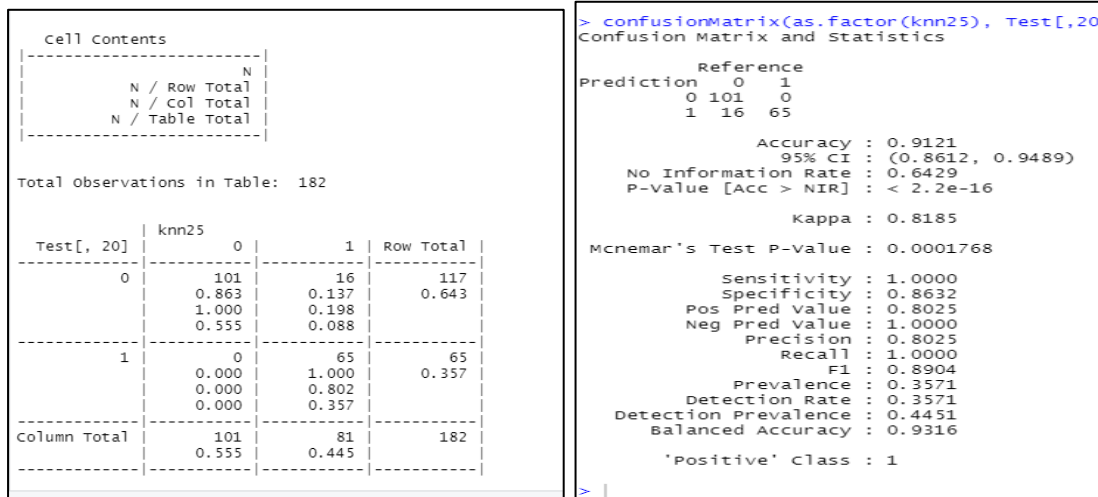 Cell Contents
|-------------------------|
|                       N |
|           N / Row Total |
|           N / Col Total |
|         N / Table Total |
|-------------------------|
Total Observations in Table:  182
             | knn25
 Test[, 20]  |         0 |         1 | Row Total |
-------------|-----------|-----------|-----------|
           0 |       101 |        16 |       117 |
             |     0.863 |     0.137 |     0.643 |
             |     1.000 |     0.198 |           |
             |     0.555 |     0.088 |           |
-------------|-----------|-----------|-----------|
           1 |         0 |        65 |        65 |
             |     0.000 |     1.000 |     0.357 |
             |     0.000 |     0.802 |           |
             |     0.000 |     0.357 |           |
-------------|-----------|-----------|-----------|
Column Total |       101 |        81 |       182 |
             |     0.555 |     0.445 |           |
-------------|-----------|-----------|-----------|
> confusionMatrix(as.factor(knn25), Test[,20
Confusion Matrix and Statistics
          Reference
Prediction   0   1
         0 101   0
         1  16  65
Accuracy : 0.9121
95% CI : (0.8612, 0.9489)
No Information Rate : 0.6429
P-Value [Acc > NIR] : < 2.2e-16
Kappa : 0.8185
Mcnemar's Test P-Value : 0.0001768
Sensitivity : 1.0000
Specificity : 0.8632
Pos Pred Value : 0.8025
Neg Pred Value : 1.0000
Precision : 0.8025
Recall : 1.0000
F1 : 0.8904
Prevalence : 0.3571
Detection Rate : 0.3571
Detection Prevalence : 0.4451
Balanced Accuracy : 0.9316
'Positive' Class : 1
> |